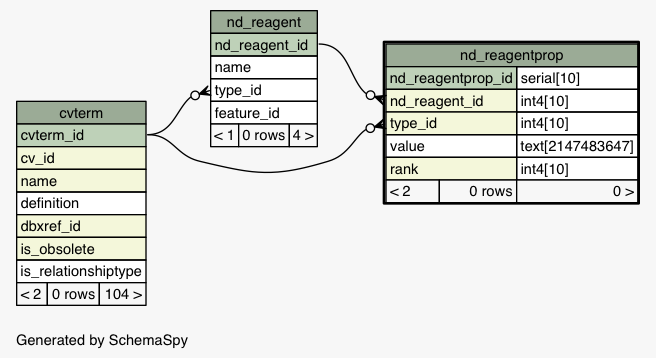 nd_reagent
nd_reagent_id
name
type_id
feature_id
< 1 0 rows 4 >
nd_reagentprop
nd_reagentprop_id serial[10]
nd_reagent_id int4[10]
type_id int4[10]
value text[2147483647]
rank int4[10]
< 2 0 rows 0 >
cvterm
cvterm_id
cv_id
name
definition
dbxref_id
is_obsolete
is_relationshiptype
< 2 0 rows 104 >
Generated by SchemaSpy